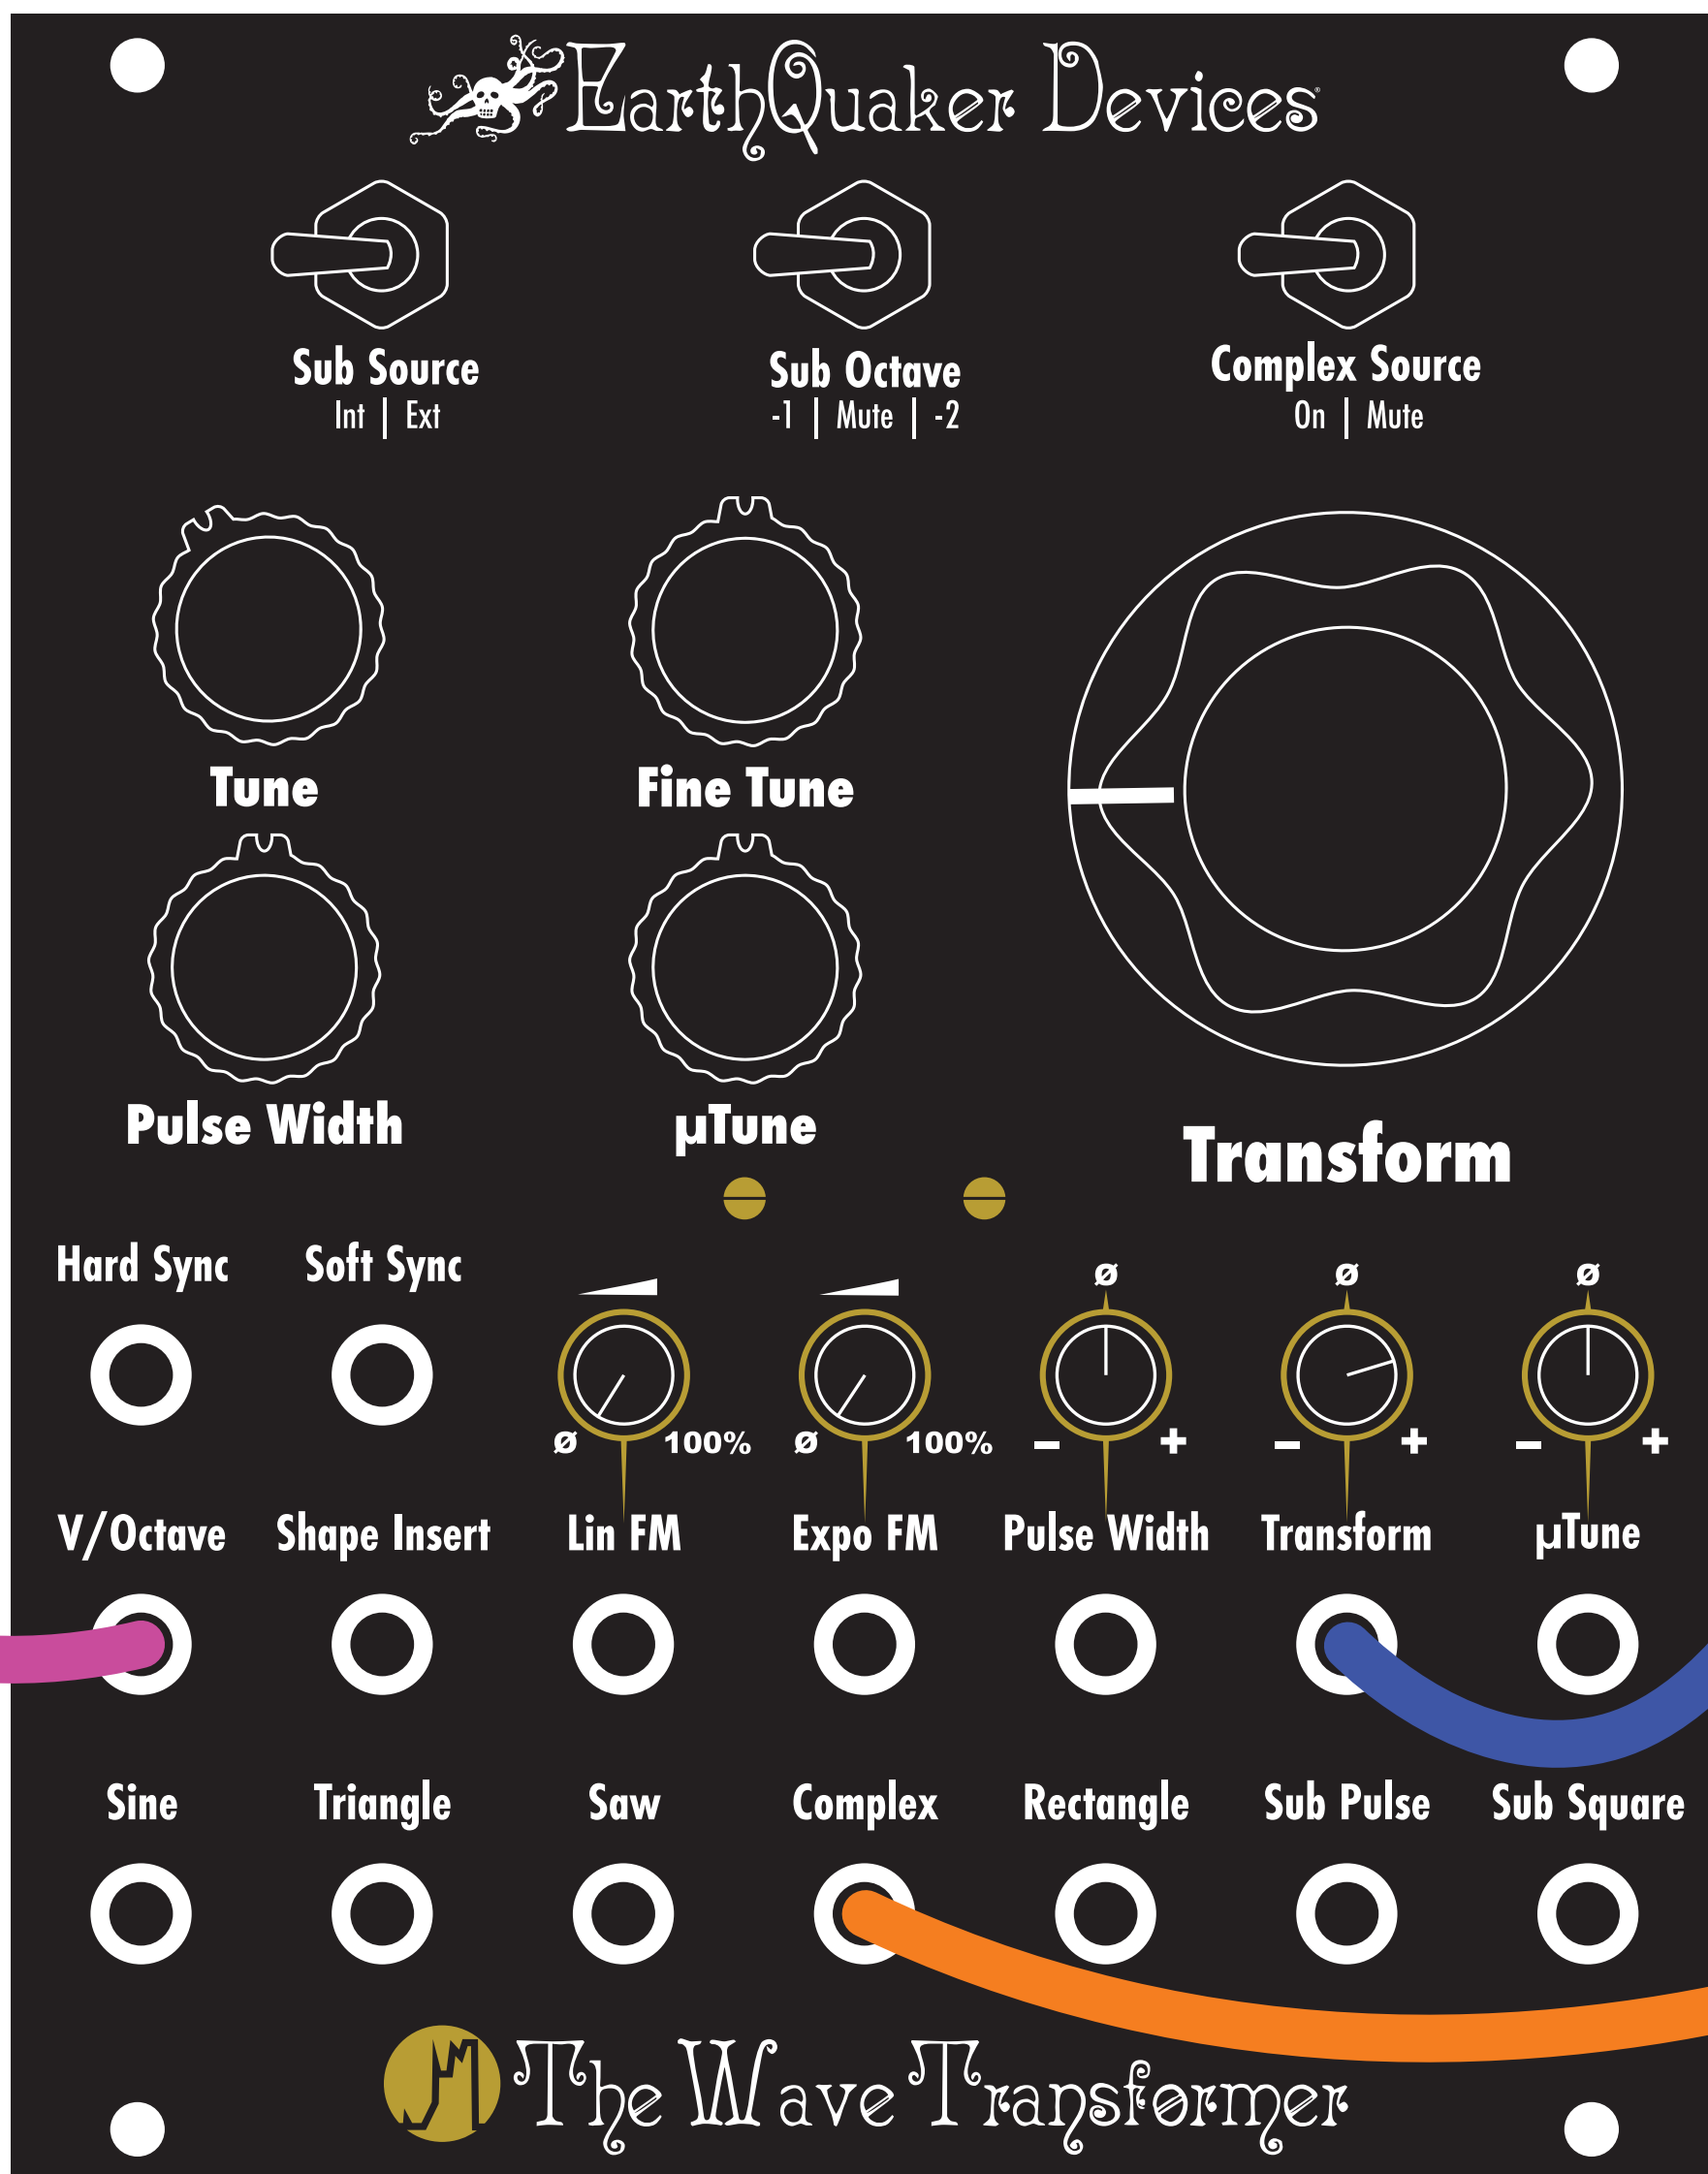 EarthQuaker Devices®
Sub Source
Int | Ext
Sub Octave
-1 | Mute | -2
Complex Source
On | Mute
Tune
Fine Tune
Pulse Width
µTune
Transform
Hard Sync
Soft Sync
ø
ø
ø
ø 100%
ø 100%
- +
- +
- +
V/Octave
Shape Insert
Lin FM
Expo FM
Pulse Width
Transform
µTune
Sine
Triangle
Saw
Complex
Rectangle
Sub Pulse
Sub Square
The Wave Transformer